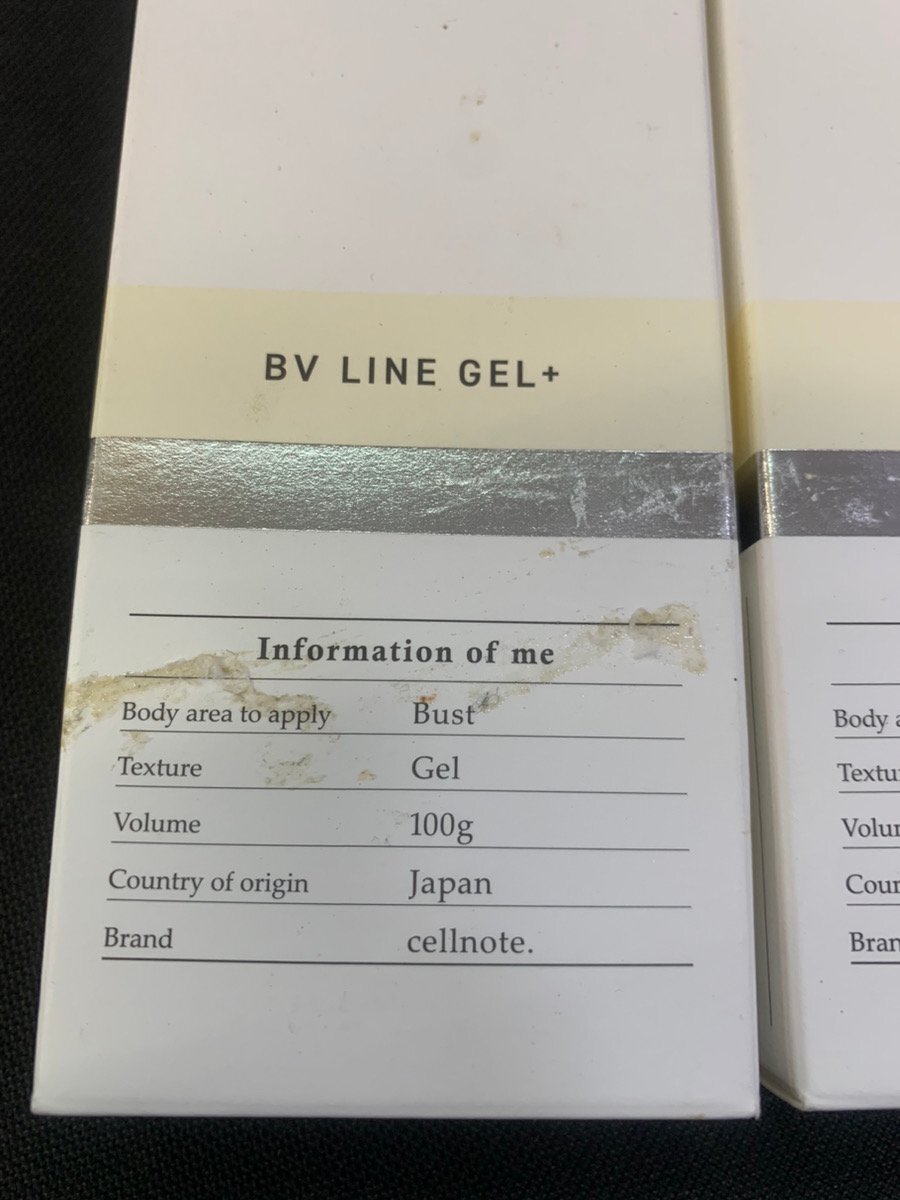 BV LINE GEL+
Information of me
Body area to apply Bust
Texture Gel
Volume 100g
Country of origin Japan
Brand cellnote.
Body